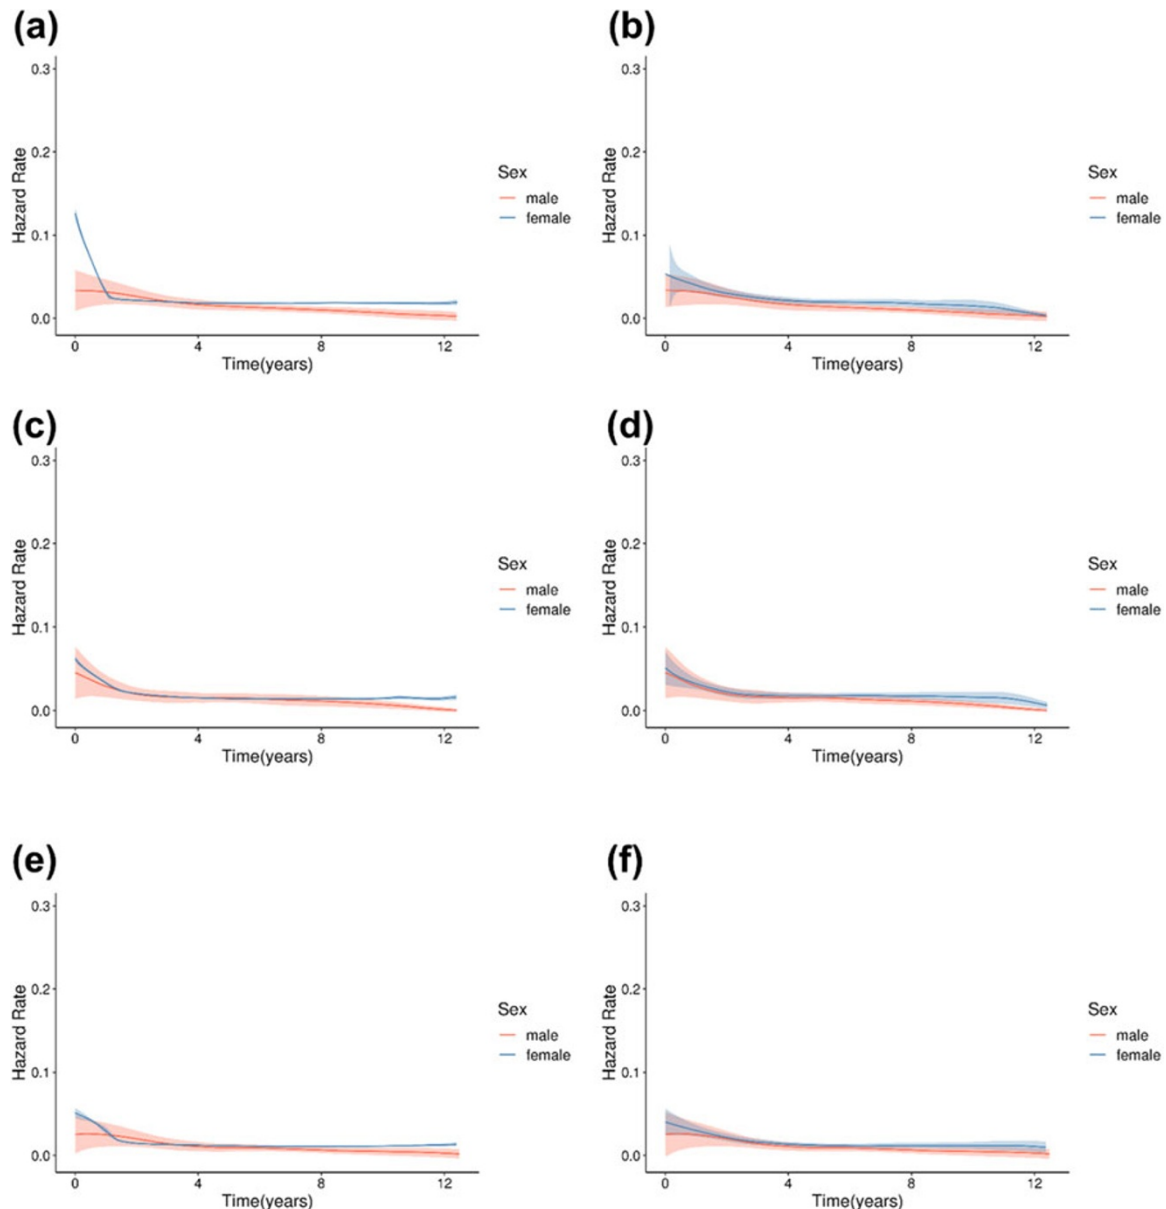 (a)
0.3
0.2
0.1
0.0
Hazard Rate
0 4 8 12
Time(years)
Sex
male
female
(b)
0.3
0.2
0.1
0.0
Hazard Rate
0 4 8 12
Time(years)
Sex
male
female
(c)
0.3
0.2
0.1
0.0
Hazard Rate
0 4 8 12
Time(years)
Sex
male
female
(d)
0.3
0.2
0.1
0.0
Hazard Rate
0 4 8 12
Time(years)
Sex
male
female
(e)
0.3
0.2
0.1
0.0
Hazard Rate
0 4 8 12
Time(years)
Sex
male
female
(f)
0.3
0.2
0.1
0.0
Hazard Rate
0 4 8 12
Time(years)
Sex
male
female